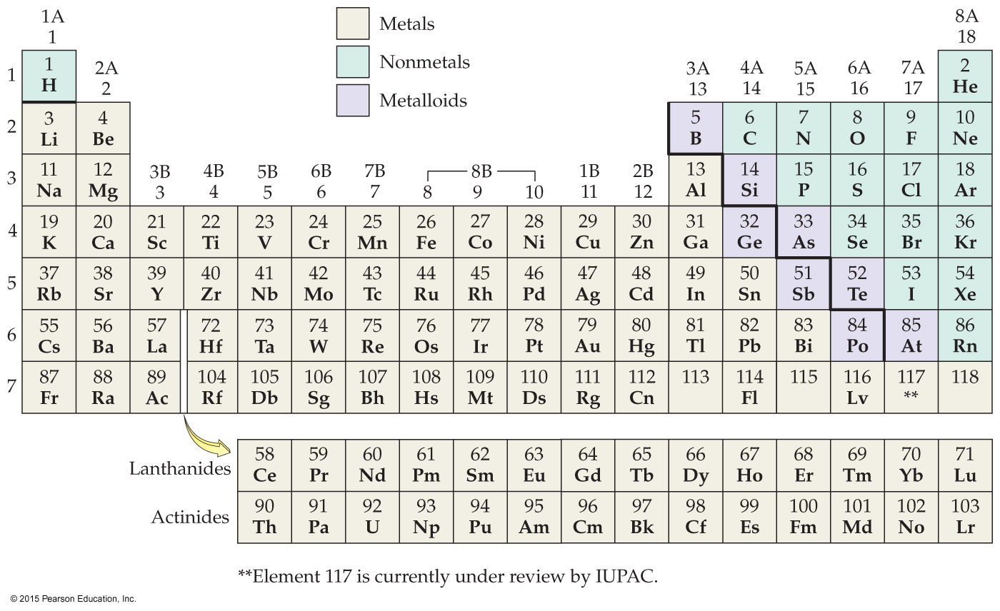 1A
1
8A
18
Metals
Nonmetals
Metalloids
1
1
H
2A
2
3A
13
4A
14
5A
15
6A
16
7A
17
2
He
2
3
Li
4
Be
5
B
6
C
7
N
8
O
9
F
10
Ne
3
11
Na
12
Mg
3B
3
4B
4
5B
5
6B
6
7B
7
8B
8
9
10
1B
11
2B
12
13
Al
14
Si
15
P
16
S
17
Cl
18
Ar
4
19
K
20
Ca
21
Sc
22
Ti
23
V
24
Cr
25
Mn
26
Fe
27
Co
28
Ni
29
Cu
30
Zn
31
Ga
32
Ge
33
As
34
Se
35
Br
36
Kr
5
37
Rb
38
Sr
39
Y
40
Zr
41
Nb
42
Mo
43
Tc
44
Ru
45
Rh
46
Pd
47
Ag
48
Cd
49
In
50
Sn
51
Sb
52
Te
53
I
54
Xe
6
55
Cs
56
Ba
57
La
72
Hf
73
Ta
74
W
75
Re
76
Os
77
Ir
78
Pt
79
Au
80
Hg
81
Tl
82
Pb
83
Bi
84
Po
85
At
86
Rn
7
87
Fr
88
Ra
89
Ac
104
Rf
105
Db
106
Sg
107
Bh
108
Hs
109
Mt
110
Ds
111
Rg
112
Cn
113
114
Fl
115
116
Lv
117
**
118
Lanthanides
58
Ce
59
Pr
60
Nd
61
Pm
62
Sm
63
Eu
64
Gd
65
Tb
66
Dy
67
Ho
68
Er
69
Tm
70
Yb
71
Lu
Actinides
90
Th
91
Pa
92
U
93
Np
94
Pu
95
Am
96
Cm
97
Bk
98
Cf
99
Es
100
Fm
101
Md
102
No
103
Lr
**Element 117 is currently under review by IUPAC.
© 2015 Pearson Education, Inc.